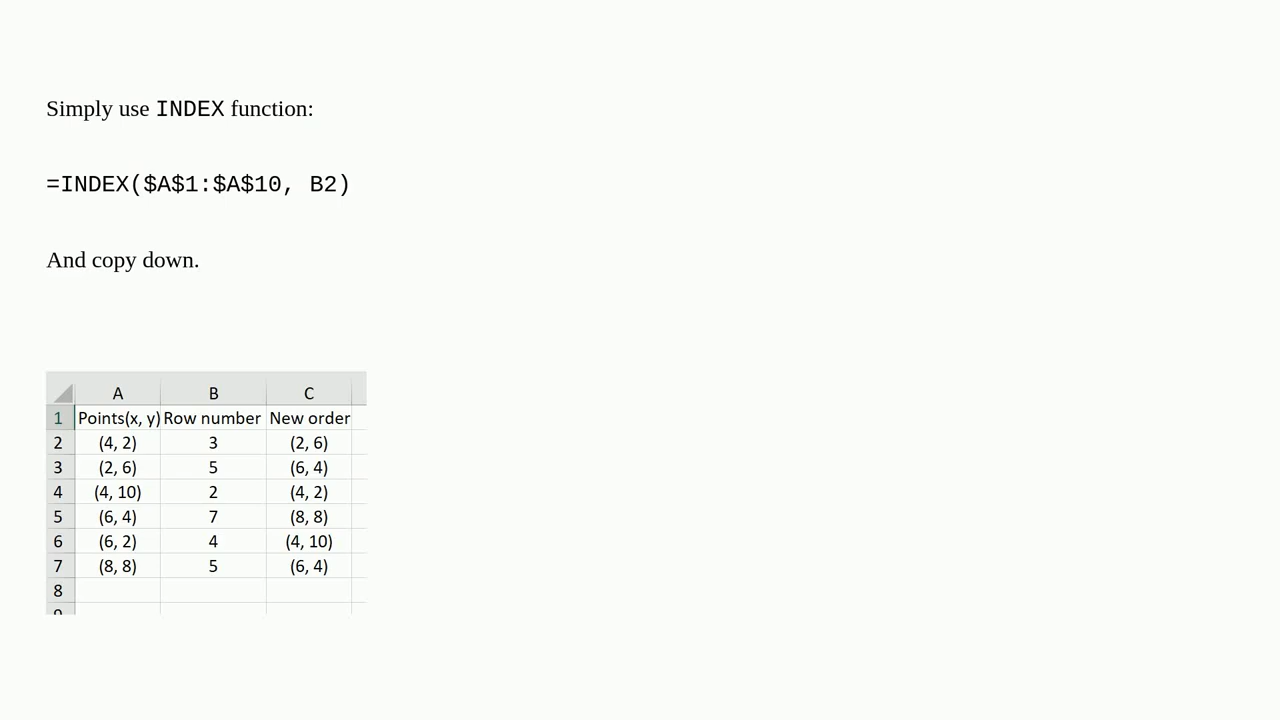 Simply use INDEX function:
=INDEX($A$1:$A$10, B2)
And copy down.
A B C
1 Points(x, y) Row number New order
2 (4, 2) 3 (2, 6)
3 (2, 6) 5 (6, 4)
4 (4, 10) 2 (4, 2)
5 (6, 4) 7 (8, 8)
6 (6, 2) 4 (4, 10)
7 (8, 8) 5 (6, 4)
8